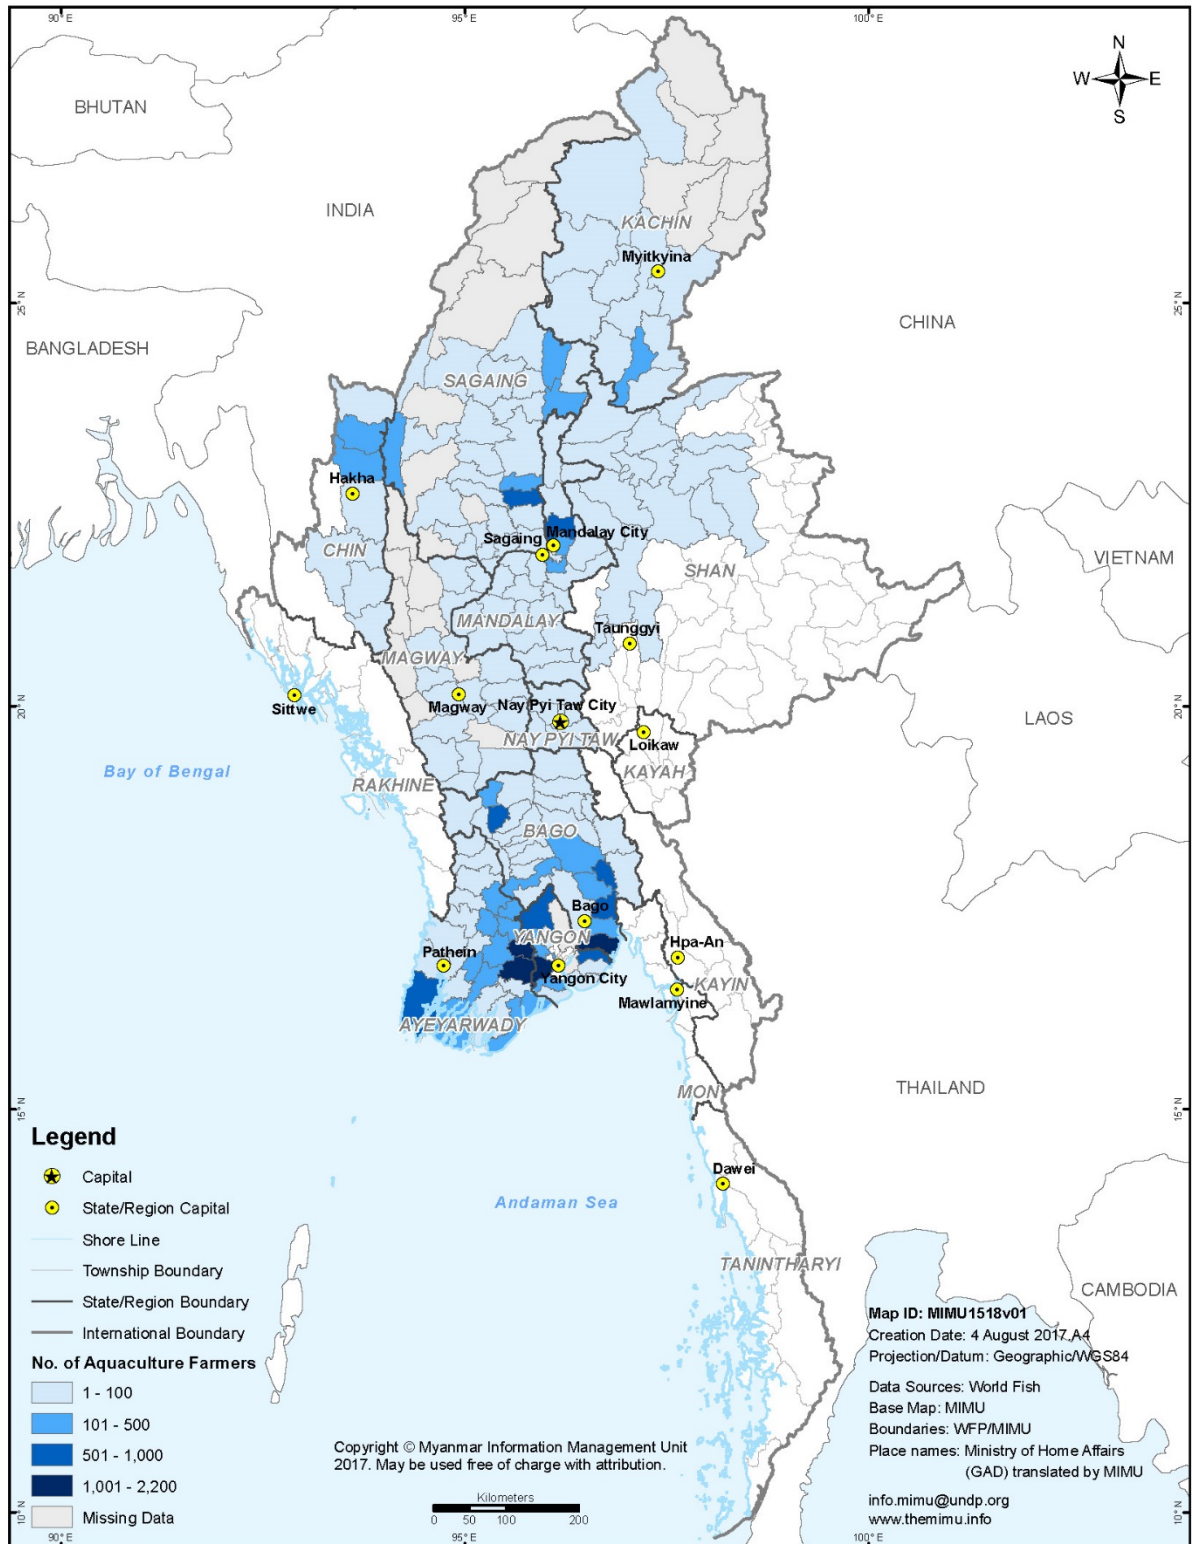 90° E
95° E
100° E
N
W
E
S
BHUTAN
INDIA
KACHIN
Myitkyina
25° N
25° N
CHINA
BANGLADESH
SAGAING
Hakha
Sagaing
Mandalay City
CHIN
SHAN
VIETNAM
MANDALAY
Taunggyi
MAGWAY
Sittwe
Magway
Nay Pyi Taw City
20° N
20° N
NAY PYI TAW
LAOS
Loikaw
KAYAH
Bay of Bengal
RAKHINE
BAGO
Bago
YANGON
Pathein
Yangon City
Hpa-An
KAYIN
Mawlamyine
AYEYARWADY
MON
THAILAND
15° N
15° N
Dawei
Andaman Sea
TANINTHARYI
CAMBODIA
Legend
Capital
State/Region Capital
Shore Line
Township Boundary
State/Region Boundary
International Boundary
No. of Aquaculture Farmers
1 - 100
101 - 500
501 - 1,000
1,001 - 2,200
Missing Data
Copyright © Myanmar Information Management Unit
2017. May be used free of charge with attribution.
Kilometers
0 50 100 200
Map ID: MIMU1518v01
Creation Date: 4 August 2017.A4
Projection/Datum: Geographic/WGS84
Data Sources: World Fish
Base Map: MIMU
Boundaries: WFP/MIMU
Place names: Ministry of Home Affairs
(GAD) translated by MIMU
info.mimu@undp.org
www.themimu.info
10° N
10° N
90° E
95° E
100° E